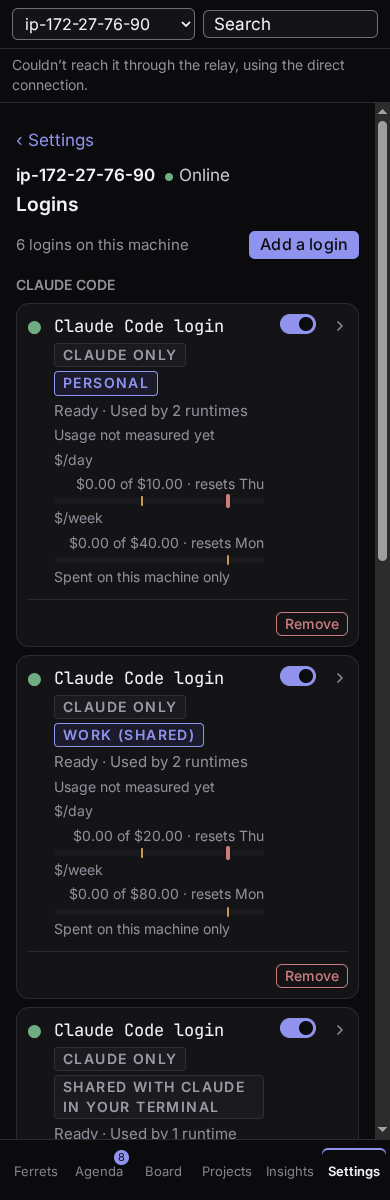 ip-172-27-76-90
Search
Couldn't reach it through the relay, using the direct
connection.
‹ Settings
ip-172-27-76-90 Online
Logins
6 logins on this machine
Add a login
CLAUDE CODE
Claude Code login
CLAUDE ONLY
PERSONAL
Ready · Used by 2 runtimes
Usage not measured yet
$/day
$0.00 of $10.00 · resets Thu
$/week
$0.00 of $40.00 · resets Mon
Spent on this machine only
Remove
Claude Code login
CLAUDE ONLY
WORK (SHARED)
Ready · Used by 2 runtimes
Usage not measured yet
$/day
$0.00 of $20.00 · resets Thu
$/week
$0.00 of $80.00 · resets Mon
Spent on this machine only
Remove
Claude Code login
CLAUDE ONLY
SHARED WITH CLAUDE
IN YOUR TERMINAL
Ready · Used by 1 runtime
8
Ferrets Agenda Board Projects Insights Settings